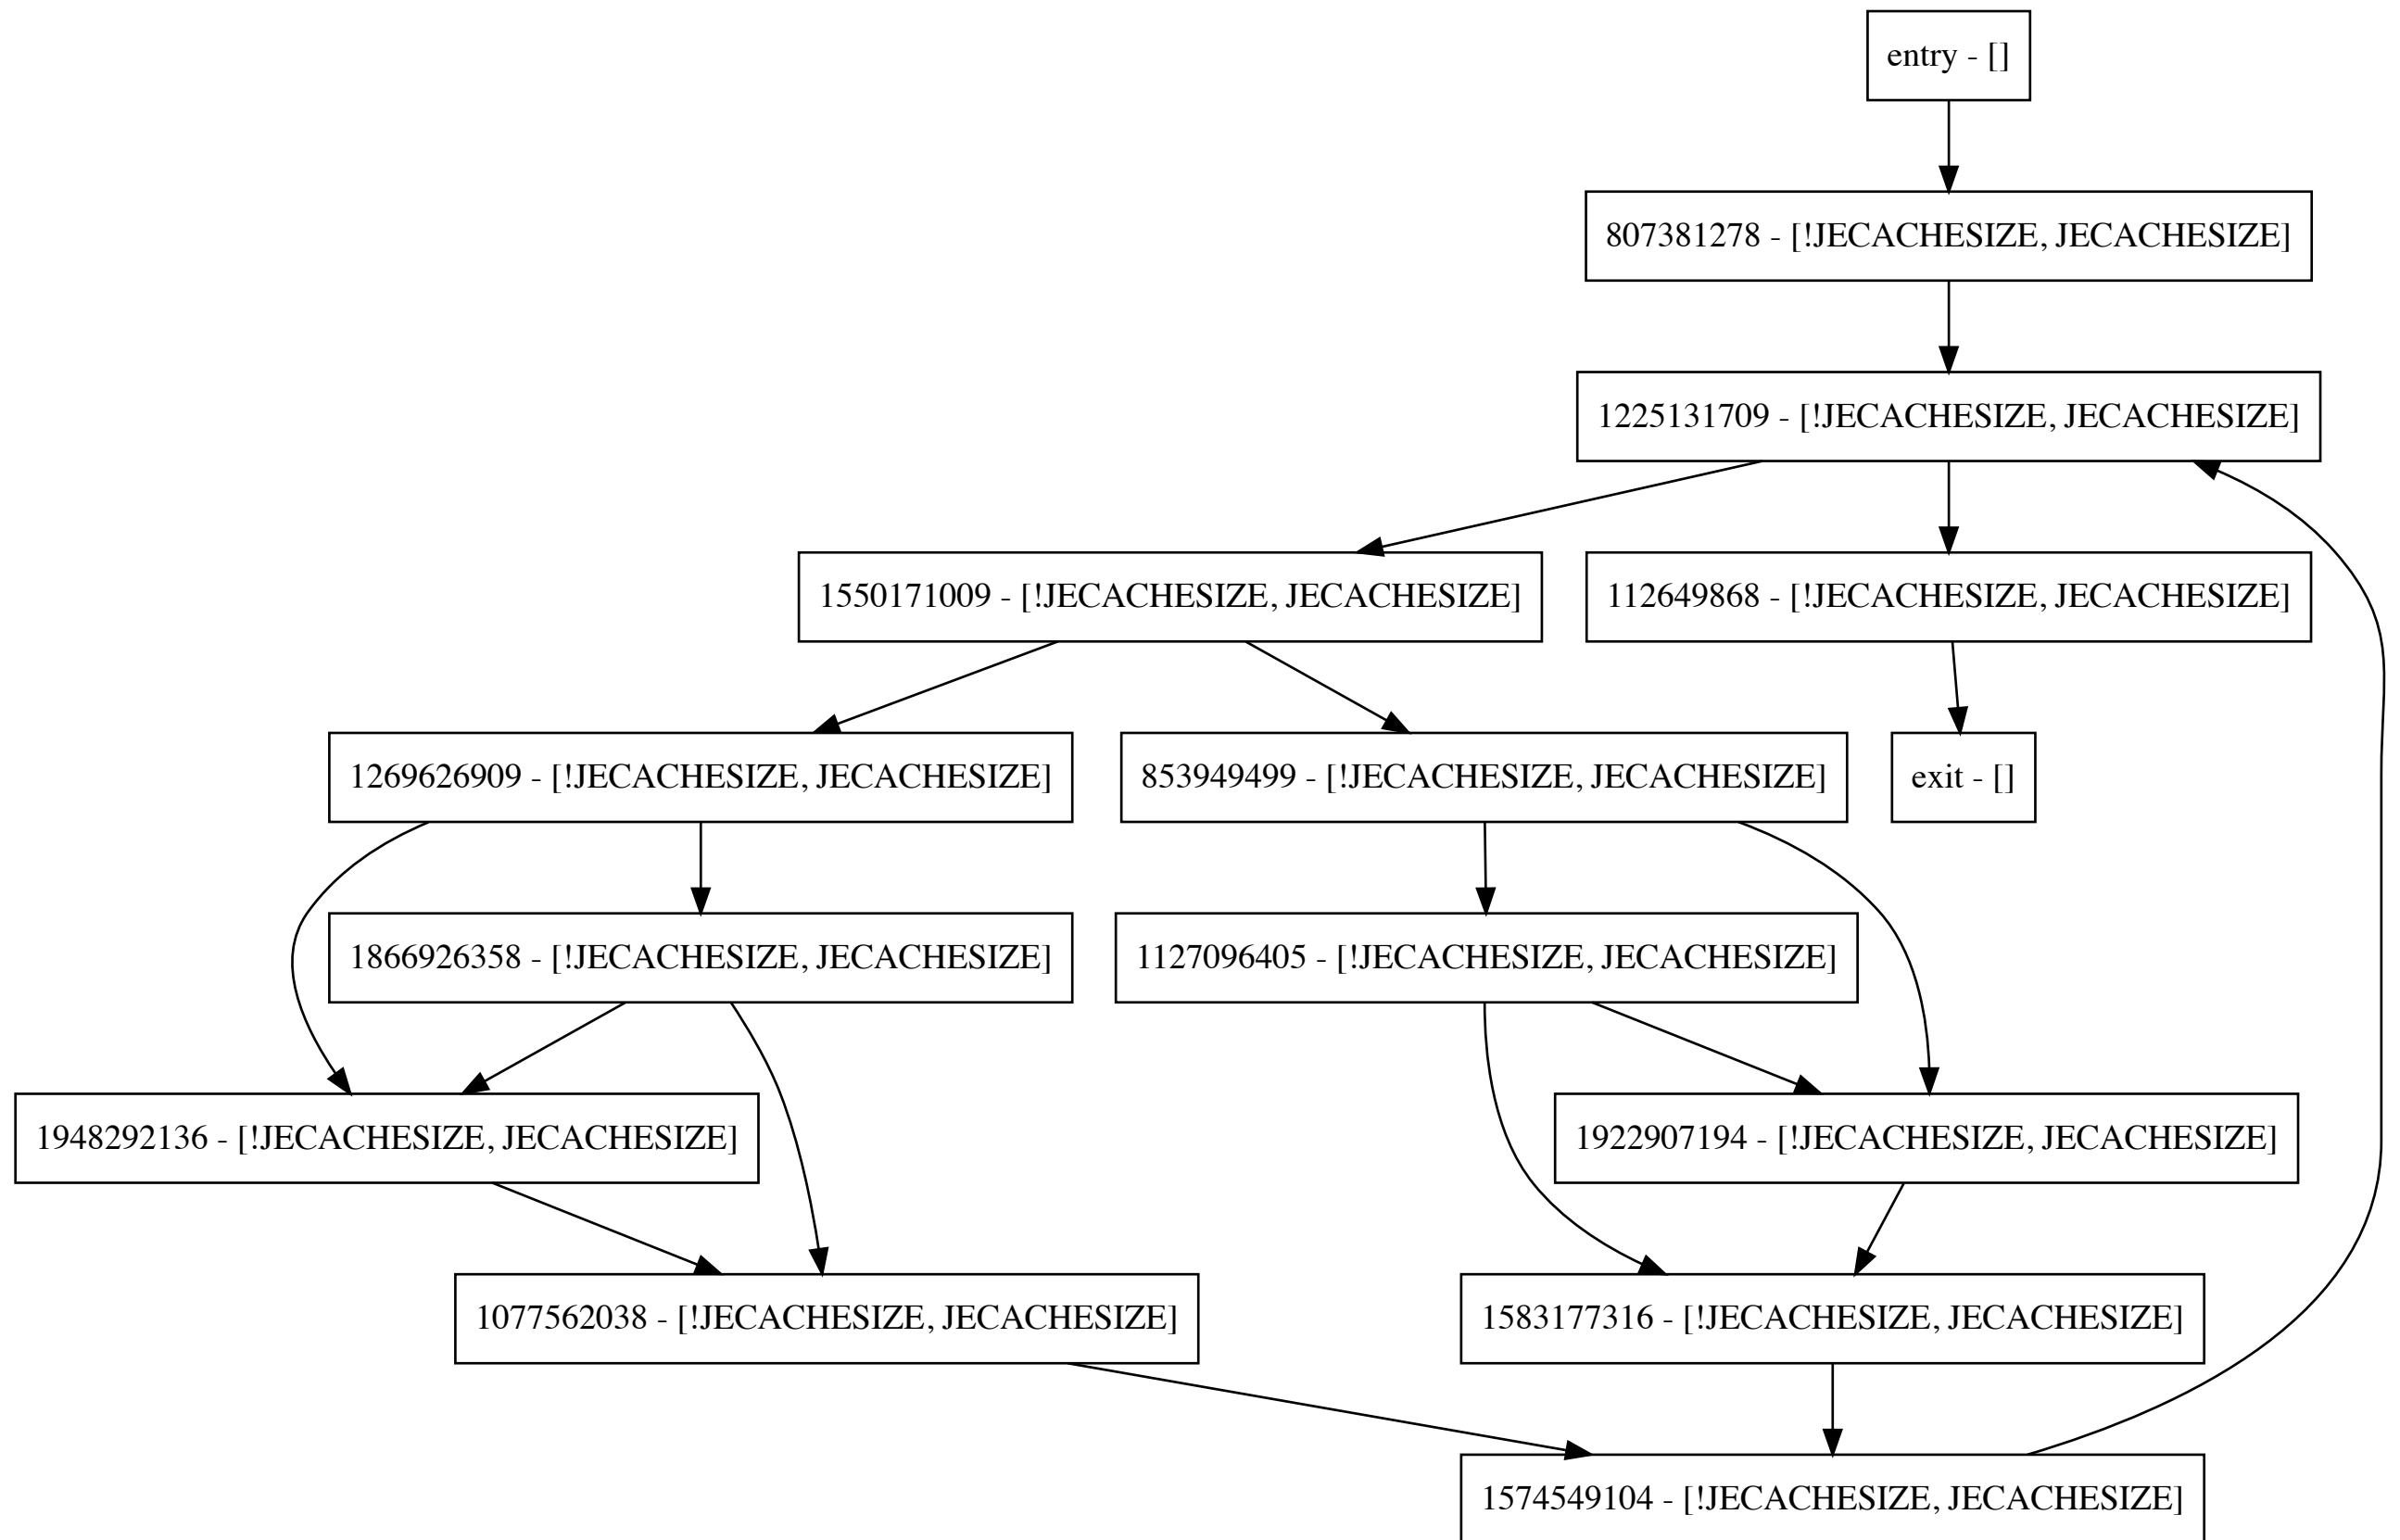 entry - []
807381278 - [!JECACHESIZE, JECACHESIZE]
1225131709 - [!JECACHESIZE, JECACHESIZE]
1550171009 - [!JECACHESIZE, JECACHESIZE]
112649868 - [!JECACHESIZE, JECACHESIZE]
1269626909 - [!JECACHESIZE, JECACHESIZE]
853949499 - [!JECACHESIZE, JECACHESIZE]
exit - []
1866926358 - [!JECACHESIZE, JECACHESIZE]
1127096405 - [!JECACHESIZE, JECACHESIZE]
1948292136 - [!JECACHESIZE, JECACHESIZE]
1922907194 - [!JECACHESIZE, JECACHESIZE]
1077562038 - [!JECACHESIZE, JECACHESIZE]
1583177316 - [!JECACHESIZE, JECACHESIZE]
1574549104 - [!JECACHESIZE, JECACHESIZE]